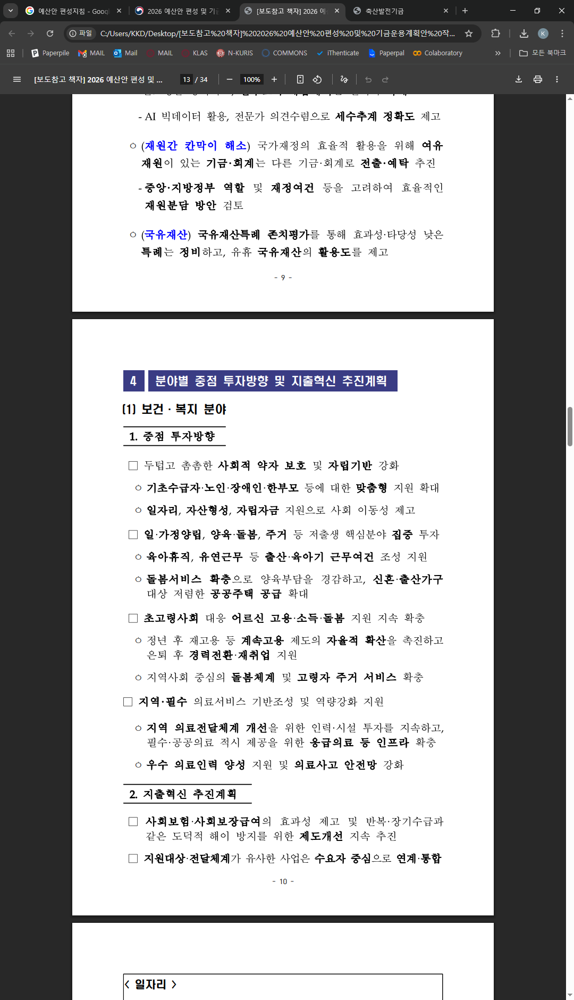 예산안 편성지침 - Goog
2026 예산안 편성 및 기금
[보도참고 책자] 2026 예
축산발전기금
파일
C:/Users/KKD/Desktop/[보도참고%20책자]%202026%20예산안%20편성%20및%20기금운용계획안%20작...
K
Paperpile
MAIL
Mail
MAIL
KLAS
N-KURIS
COMMONS
iThenticate
Paperpal
Colaboratory
모든 북마크
[보도참고 책자] 2026 예산안 편성 및 ...
13 / 34
100%
- AI 빅데이터 활용, 전문가 의견수렴으로 세수추계 정확도 제고
ㅇ (재원간 칸막이 해소) 국가재정의 효율적 활용을 위해 여유
재원이 있는 기금·회계는 다른 기금·회계로 전출·예탁 추진
- 중앙·지방정부 역할 및 재정여건 등을 고려하여 효율적인
재원분담 방안 검토
ㅇ (국유재산) 국유재산특례 존치평가를 통해 효과성·타당성 낮은
특례는 정비하고, 유휴 국유재산의 활용도를 제고
- 9 -
4 분야별 중점 투자방향 및 지출혁신 추진계획
(1) 보건 · 복지 분야
1. 중점 투자방향
□ 두텁고 촘촘한 사회적 약자 보호 및 자립기반 강화
ㅇ 기초수급자·노인·장애인·한부모 등에 대한 맞춤형 지원 확대
ㅇ 일자리, 자산형성, 자립자금 지원으로 사회 이동성 제고
□ 일·가정양립, 양육·돌봄, 주거 등 저출생 핵심분야 집중 투자
ㅇ 육아휴직, 유연근무 등 출산·육아기 근무여건 조성 지원
ㅇ 돌봄서비스 확충으로 양육부담을 경감하고, 신혼·출산가구
대상 저렴한 공공주택 공급 확대
□ 초고령사회 대응 어르신 고용·소득·돌봄 지원 지속 확충
ㅇ 정년 후 재고용 등 계속고용 제도의 자율적 확산을 촉진하고
은퇴 후 경력전환·재취업 지원
ㅇ 지역사회 중심의 돌봄체계 및 고령자 주거 서비스 확충
□ 지역·필수 의료서비스 기반조성 및 역량강화 지원
ㅇ 지역 의료전달체계 개선을 위한 인력·시설 투자를 지속하고,
필수·공공의료 적시 제공을 위한 응급의료 등 인프라 확충
ㅇ 우수 의료인력 양성 지원 및 의료사고 안전망 강화
2. 지출혁신 추진계획
□ 사회보험·사회보장급여의 효과성 제고 및 반복·장기수급과
같은 도덕적 해이 방지를 위한 제도개선 지속 추진
□ 지원대상·전달체계가 유사한 사업은 수요자 중심으로 연계·통합
- 10 -
< 일자리 >